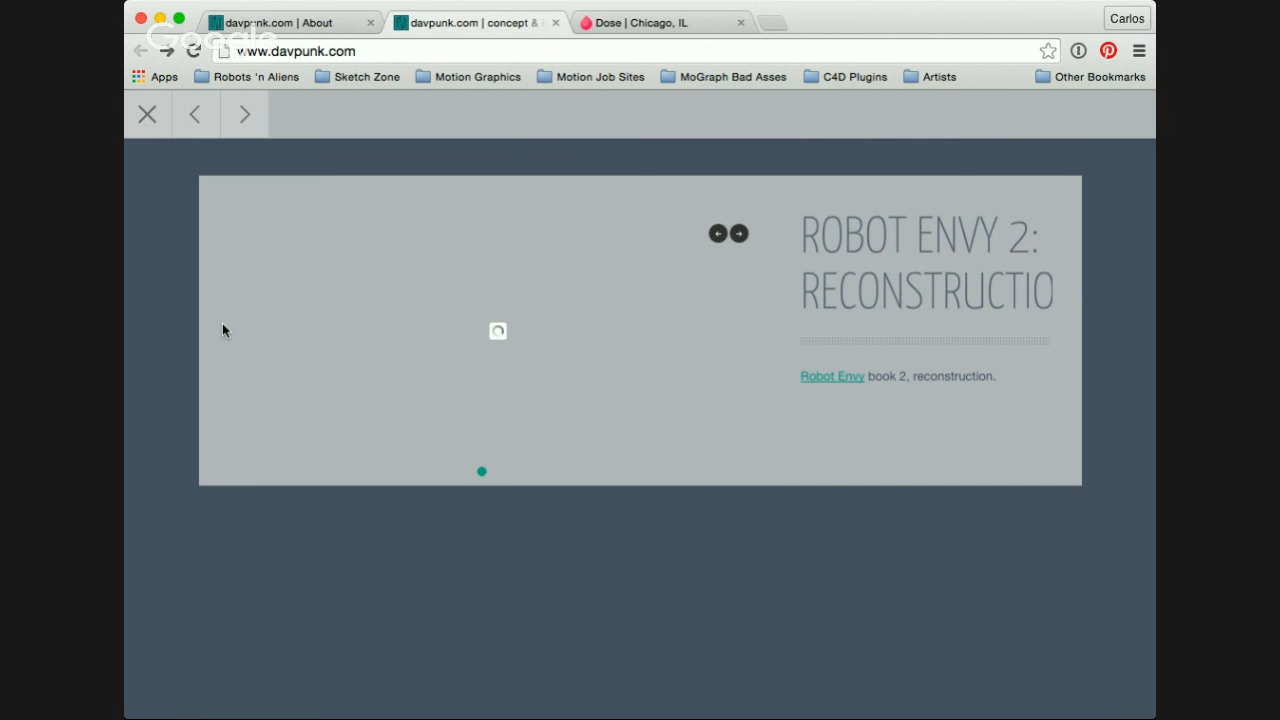 davpunk.com | About
davpunk.com | concept &
Dose | Chicago, IL
Carlos
Google
www.davpunk.com
Apps
Robots 'n Aliens
Sketch Zone
Motion Graphics
Motion Job Sites
MoGraph Bad Asses
C4D Plugins
Artists
Other Bookmarks
ROBOT ENVY 2:
RECONSTRUCTIO
Robot Envy book 2, reconstruction.